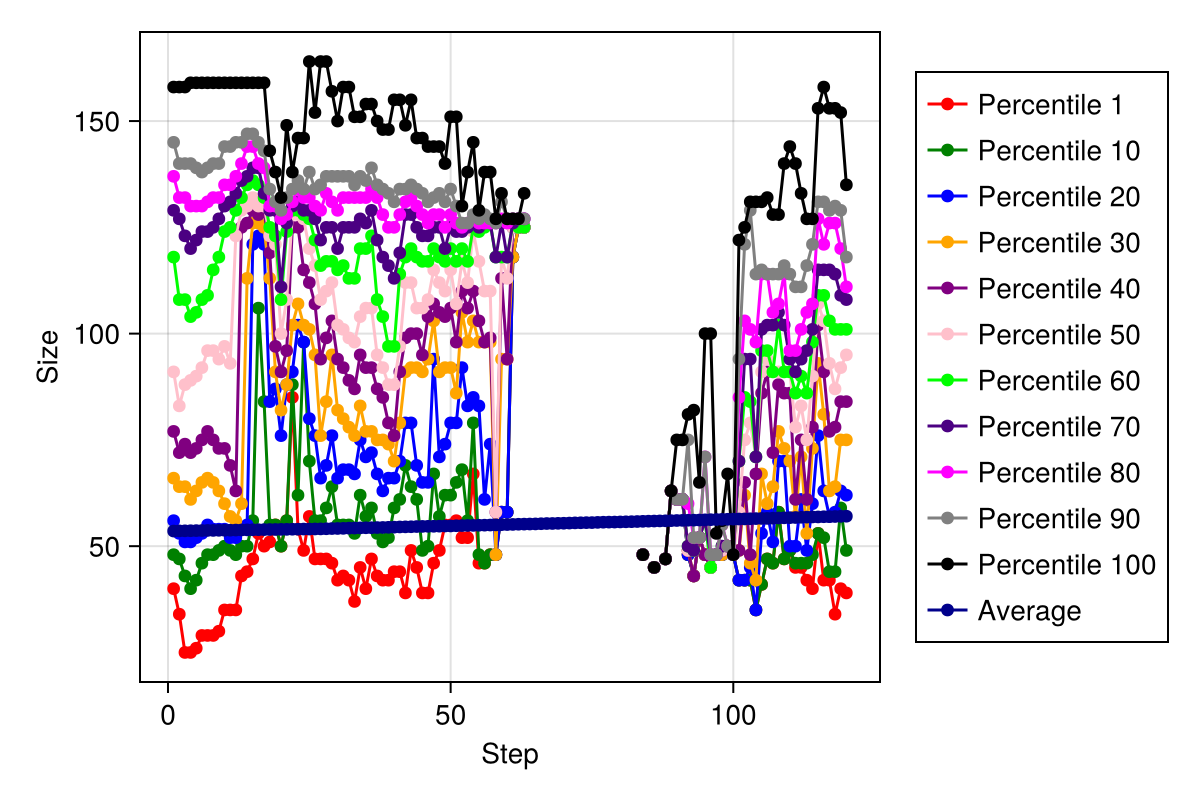 150
100
50
Size
0
50
100
Step
Percentile 1
Percentile 10
Percentile 20
Percentile 30
Percentile 40
Percentile 50
Percentile 60
Percentile 70
Percentile 80
Percentile 90
Percentile 100
Average